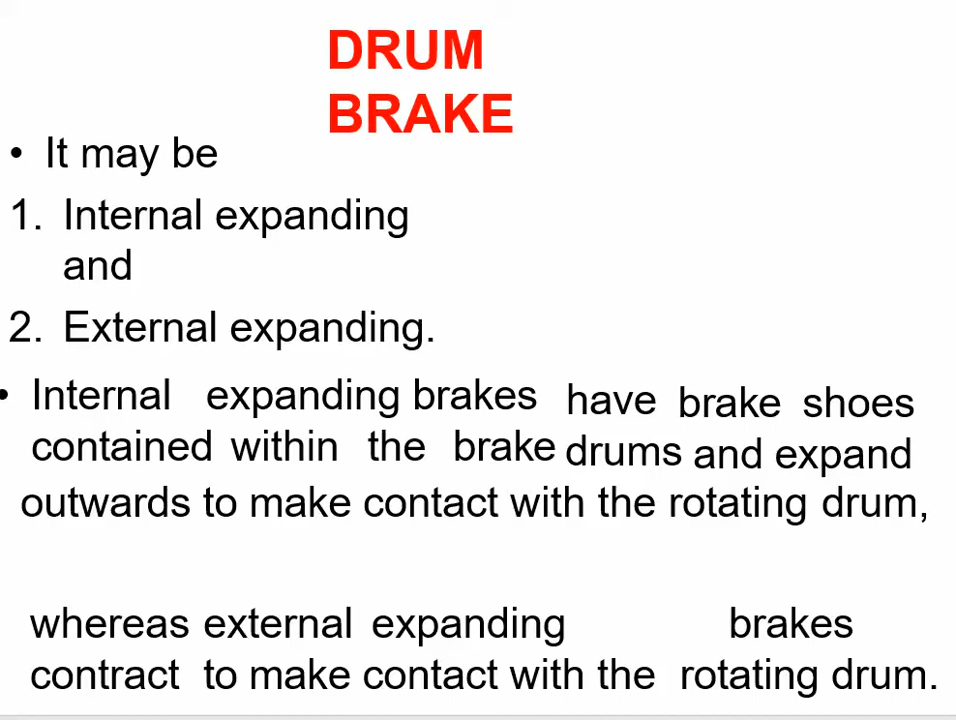 DRUM
BRAKE
• It may be
1. Internal expanding
and
2. External expanding.
• Internal expanding brakes have brake shoes
contained within the brake drums and expand
outwards to make contact with the rotating drum,
whereas external expanding brakes
contract to make contact with the rotating drum.